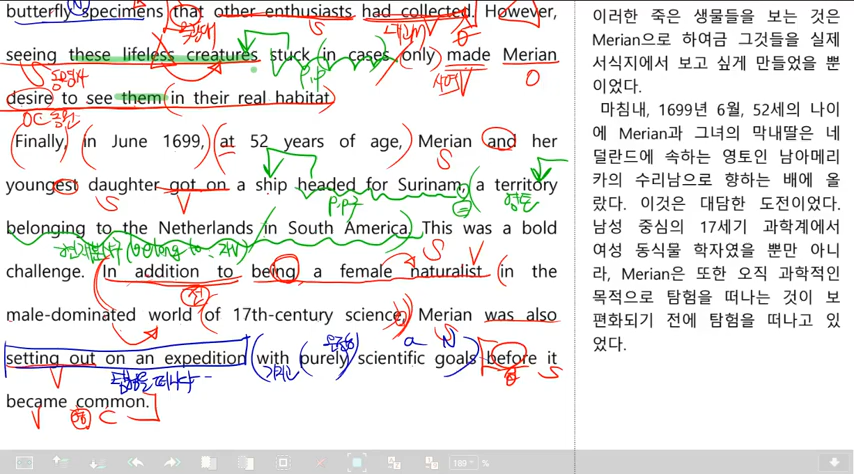 butterfly specimens that other enthusiasts had collected. However,
seeing these lifeless creatures stuck in cases only made Merian
desire to see them in their real habitat.
Finally, in June 1699, at 52 years of age, Merian and her
youngest daughter got on a ship headed for Surinam, a territory
belonging to the Netherlands in South America. This was a bold
challenge. In addition to being a female naturalist in the
male-dominated world of 17th-century science, Merian was also
setting out on an expedition with purely scientific goals before it
became common.
이러한 죽은 생물들을 보는 것은
Merian으로 하여금 그것들을 실제
서식지에서 보고 싶게 만들었을 뿐
이었다.
마침내, 1699년 6월, 52세의 나이
에 Merian과 그녀의 막내딸은 네
덜란드에 속하는 영토인 남아메리
카의 수리남으로 향하는 배에 올
랐다. 이것은 대담한 도전이었다.
남성 중심의 17세기 과학계에서
여성 동식물 학자였을 뿐만 아니
라, Merian은 또한 오직 과학적인
목적으로 탐험을 떠나는 것이 보
편화되기 전에 탐험을 떠나고 있
었다.
S
S
V
O
p.p
S
S
V
p.p
영토
S
V
전
S
a N
V
S
V
C
189 %